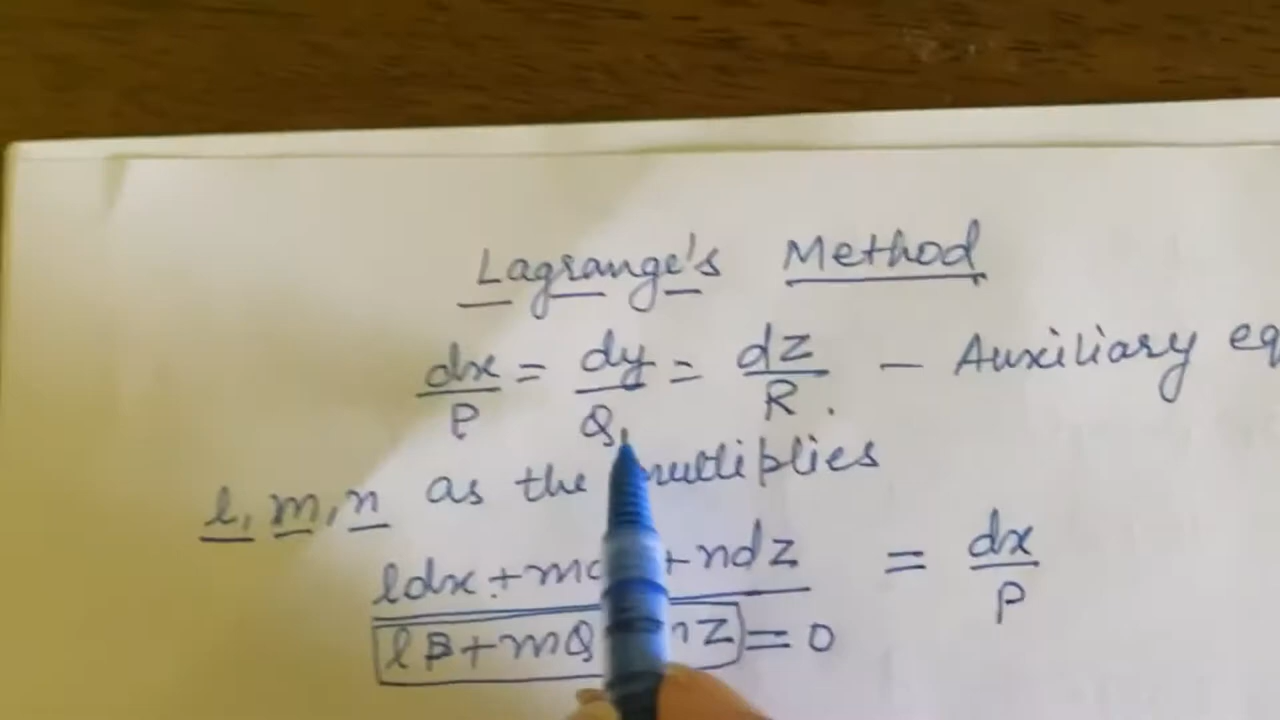 Lagrange's Method
dx/P = dy/Q = dz/R . — Auxiliary
l, m, n as the
ldx + m + ndz / lP + mQ nZ = 0 = dx/P